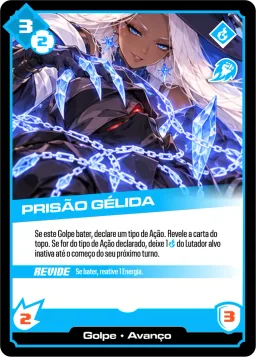 3
2
PRISÃO GÉLIDA
Se este Golpe bater, declare um tipo de Ação. Revele a carta do
topo. Se for do tipo de Ação declarado, deixe 1 do Lutador alvo
inativa até o começo do seu próximo turno.
REVIDE Se bater, reative 1 Energia.
2
3
Golpe • Avanço